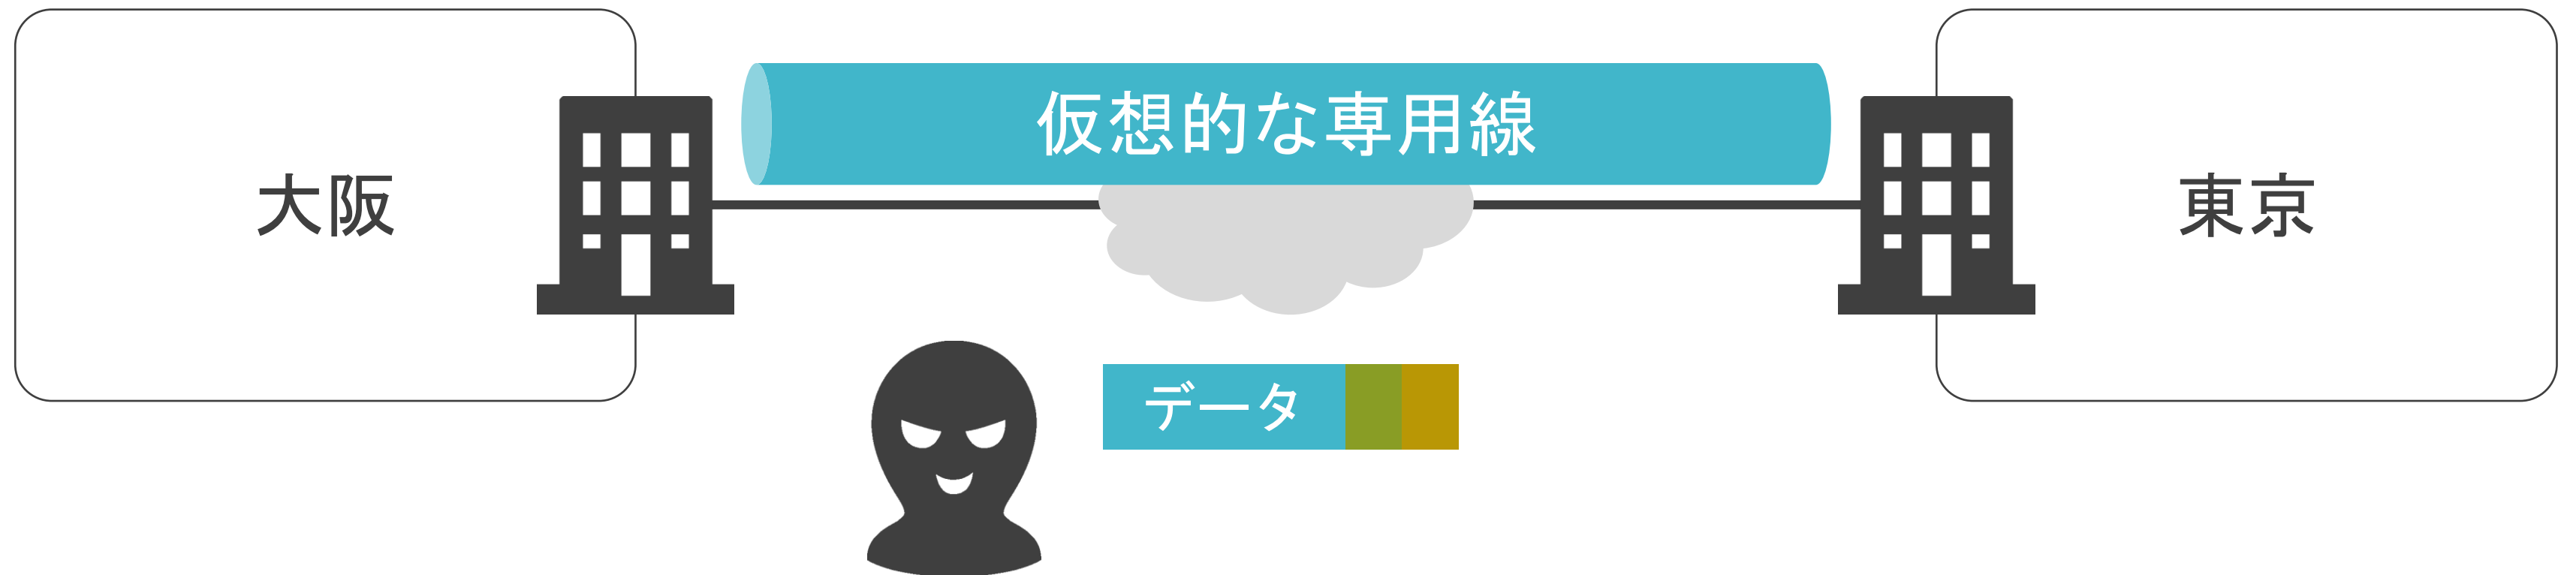 仮想的な専用線
大阪
東京
データ